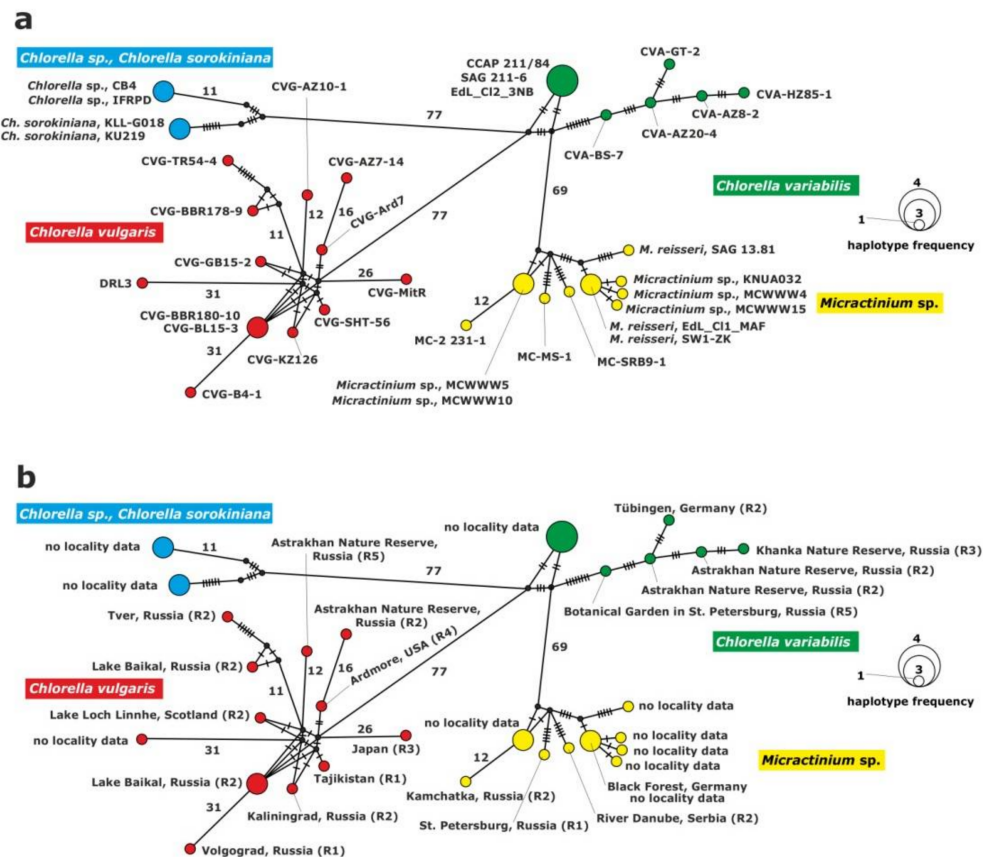 a
Chlorella sp., Chlorella sorokiniana
Chlorella sp., CB4
Chlorella sp., IFRPD
Ch. sorokiniana, KLL-G018
Ch. sorokiniana, KU219
11
CVG-AZ10-1
77
CCAP 211/84
SAG 211-6
EdL_Cl2_3NB
CVA-GT-2
CVA-HZ85-1
CVA-AZ8-2
CVA-AZ20-4
CVA-BS-7
CVG-TR54-4
CVG-AZ7-14
CVG-BBR178-9
12
16
CVG-Ard7
77
69
Chlorella variabilis
4
3
1
haplotype frequency
Chlorella vulgaris
11
CVG-GB15-2
26
DRL3
31
CVG-MitR
CVG-BBR180-10
CVG-BL15-3
CVG-SHT-56
31
CVG-KZ126
CVG-B4-1
M. reisseri, SAG 13.81
Micractinium sp., KNUA032
Micractinium sp., MCWWW4
Micractinium sp., MCWWW15
Micractinium sp.
M. reisseri, EdL_Cl1_MAF
M. reisseri, SW1-ZK
12
MC-2 231-1
MC-MS-1
MC-SRB9-1
Micractinium sp., MCWWW5
Micractinium sp., MCWWW10
b
Chlorella sp., Chlorella sorokiniana
no locality data
11
no locality data
Astrakhan Nature Reserve,
Russia (R5)
77
no locality data
Tübingen, Germany (R2)
Khanka Nature Reserve, Russia (R3)
Astrakhan Nature Reserve, Russia (R2)
Astrakhan Nature Reserve, Russia (R2)
Botanical Garden in St. Petersburg, Russia (R5)
Tver, Russia (R2)
Astrakhan Nature Reserve,
Russia (R2)
Lake Baikal, Russia (R2)
12
16
Ardmore, USA (R4)
77
69
Chlorella variabilis
4
3
1
haplotype frequency
Chlorella vulgaris
11
Lake Loch Linnhe, Scotland (R2)
26
no locality data
31
Japan (R3)
Lake Baikal, Russia (R2)
Tajikistan (R1)
31
Kaliningrad, Russia (R2)
Volgograd, Russia (R1)
no locality data
no locality data
no locality data
no locality data
no locality data
Micractinium sp.
12
Black Forest, Germany
no locality data
Kamchatka, Russia (R2)
River Danube, Serbia (R2)
St. Petersburg, Russia (R1)